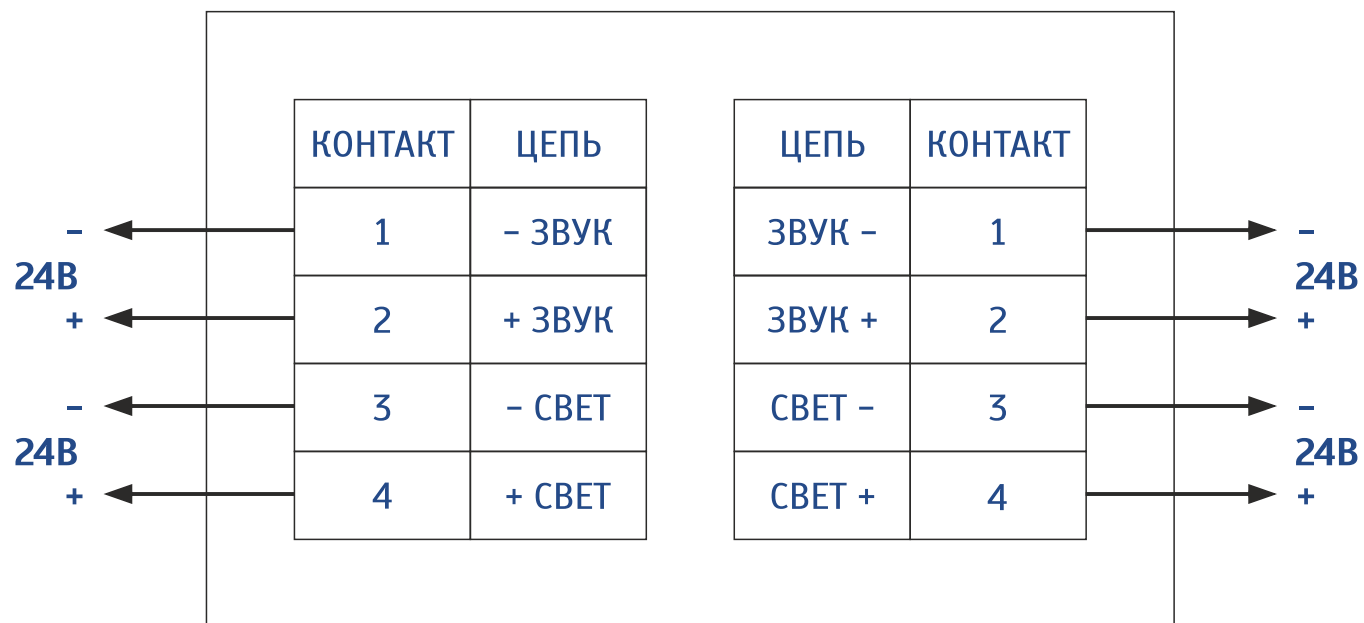 КОНТАКТ ЦЕПЬ ЦЕПЬ КОНТАКТ
– 1 – ЗВУК ЗВУК – 1 –
24В 24В
+ 2 + ЗВУК ЗВУК + 2 +
– 3 – СВЕТ СВЕТ – 3 –
24В 24В
+ 4 + СВЕТ СВЕТ + 4 +